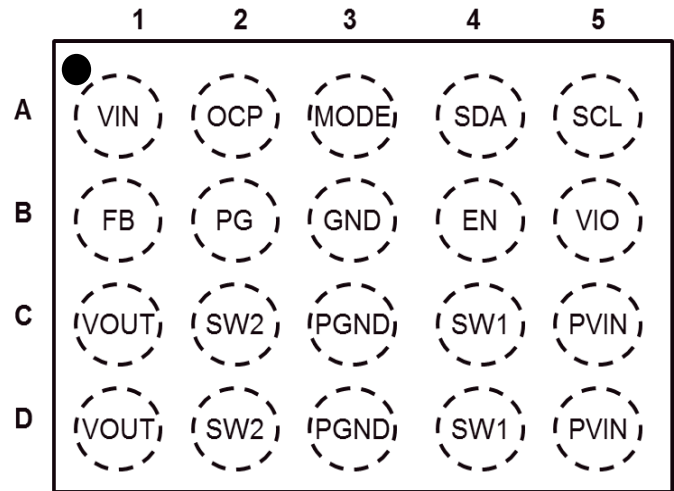 1 2 3 4 5
A VIN OCP MODE SDA SCL
B FB PG GND EN VIO
C VOUT SW2 PGND SW1 PVIN
D VOUT SW2 PGND SW1 PVIN